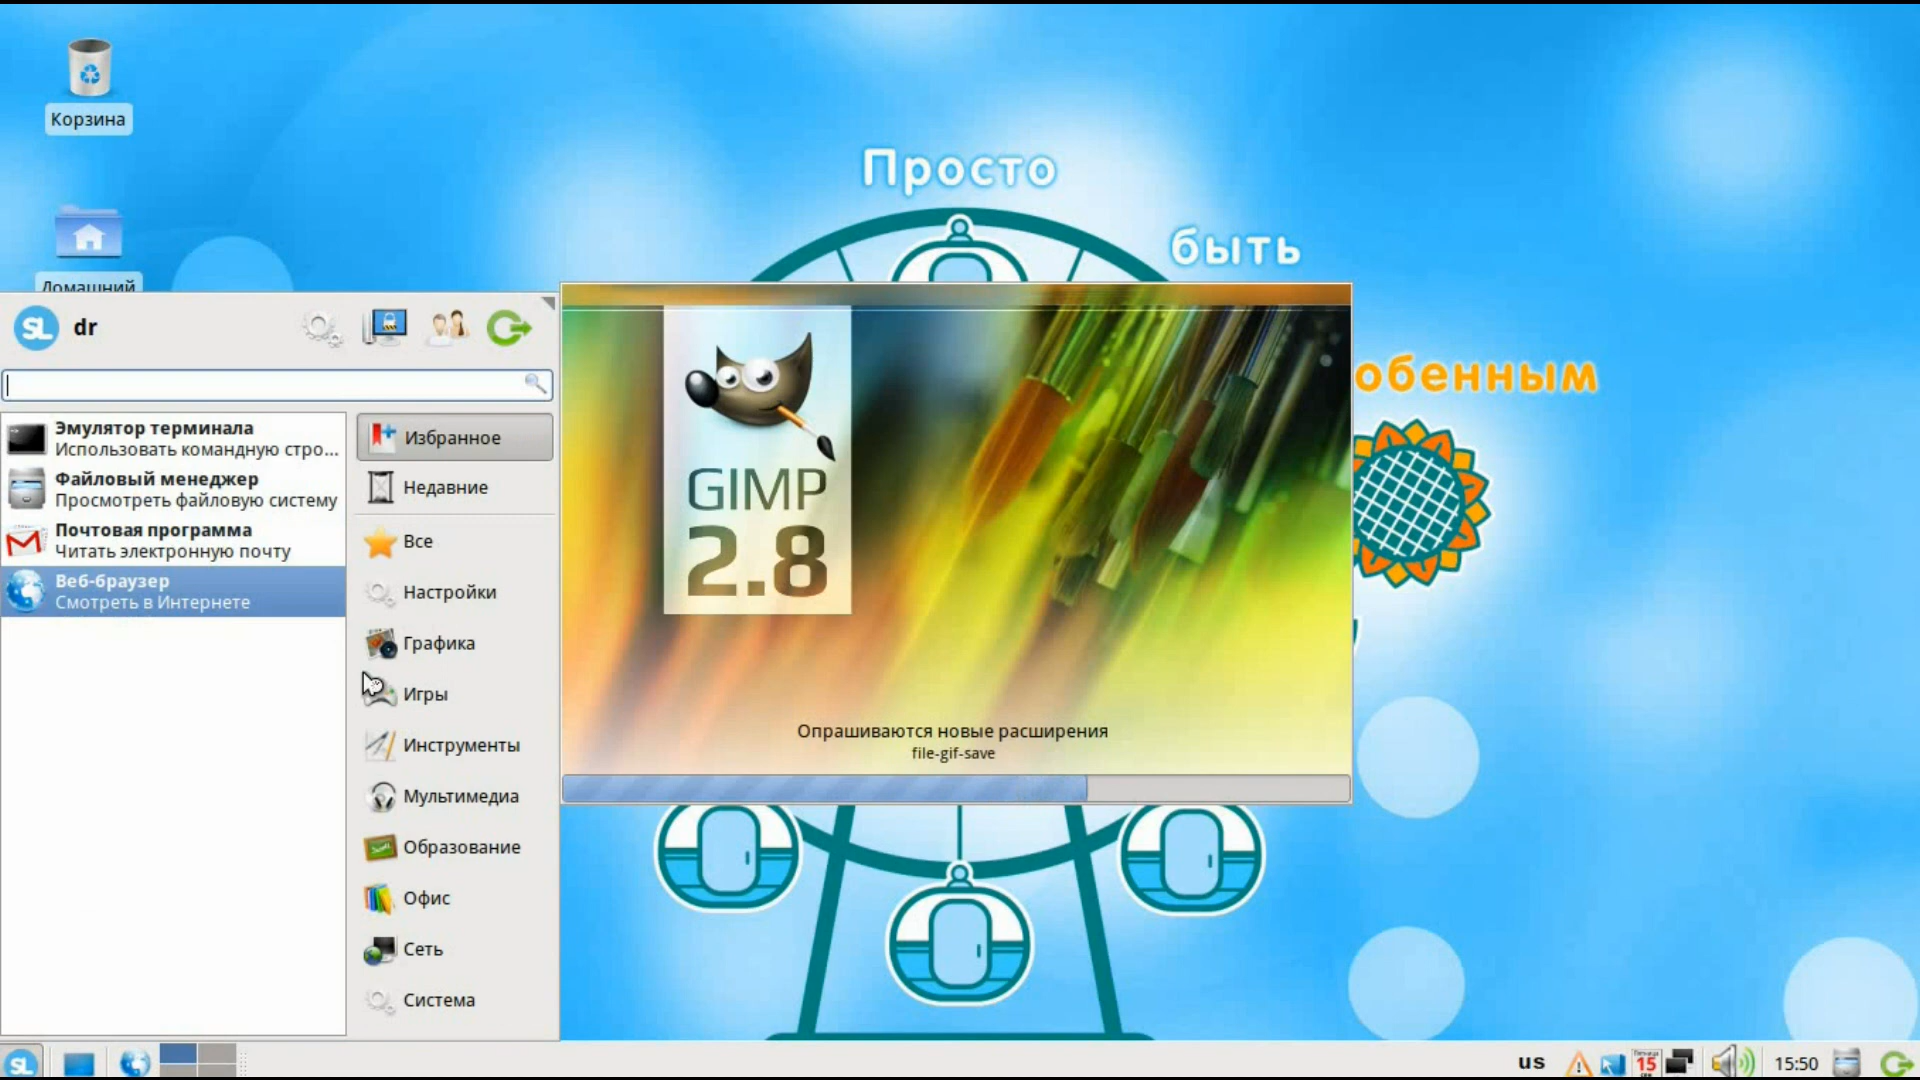 Корзина
Домашний
Просто
быть
обенным
SL
dr
Эмулятор терминала
Использовать командную стро...
Файловый менеджер
Просмотреть файловую систему
Почтовая программа
Читать электронную почту
Веб-браузер
Смотреть в Интернете
Избранное
Недавние
Все
Настройки
Графика
Игры
Инструменты
Мультимедиа
Образование
Офис
Сеть
Система
GIMP
2.8
Опрашиваются новые расширения
file-gif-save
SL
us
15
15:50